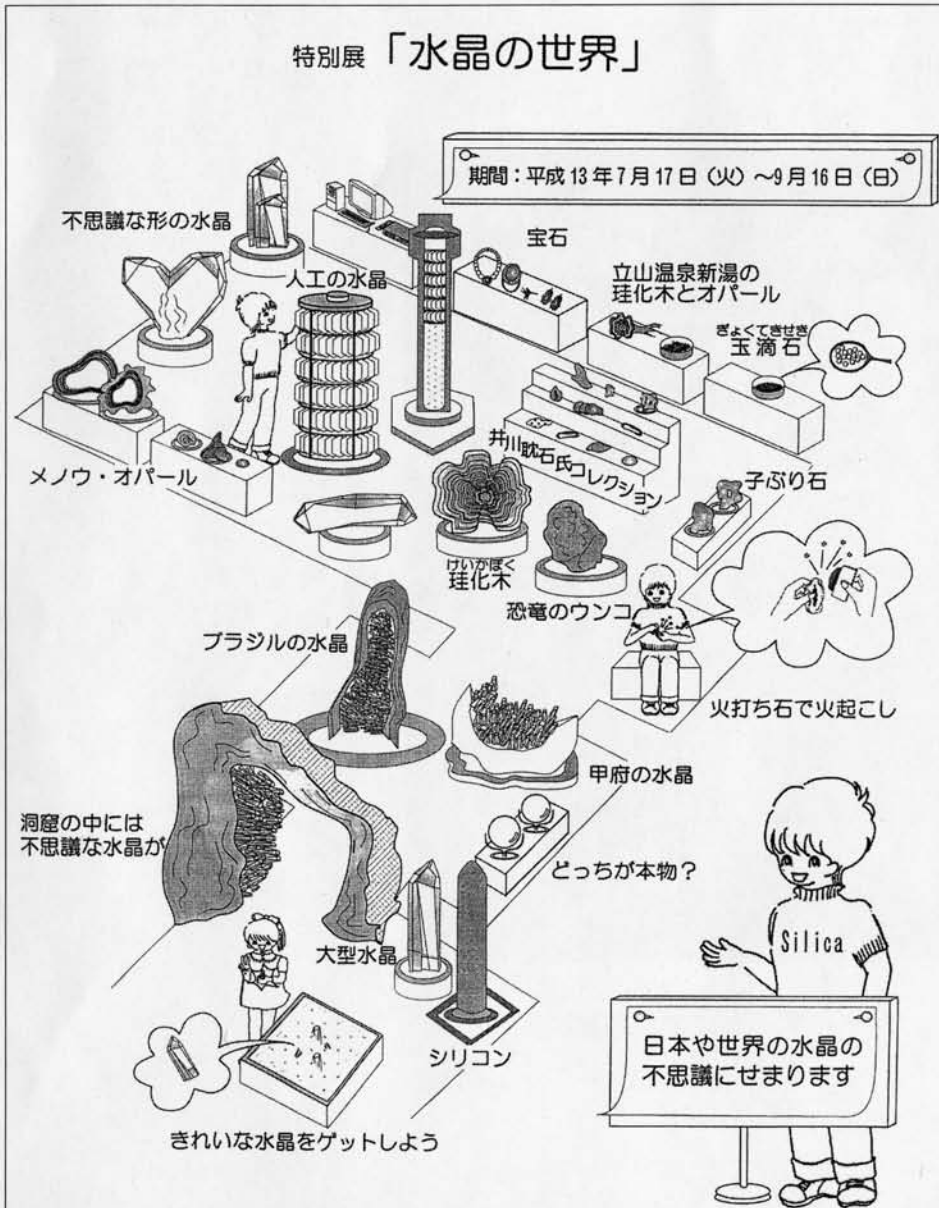 特別展「水晶の世界」
期間：平成13年7月17日（火）～9月16日（日）
不思議な形の水晶
人工の水晶
宝石
立山温泉新湯の
珪化木とオパール
ぎょくてきせき
玉滴石
メノウ・オパール
井川耽石氏コレクション
子ぶり石
けいかぼく
珪化木
恐竜のウンコ
ブラジルの水晶
火打ち石で火起こし
甲府の水晶
洞窟の中には
不思議な水晶が
どっちが本物？
大型水晶
シリコン
きれいな水晶をゲットしよう
Silica
日本や世界の水晶の
不思議にせまります